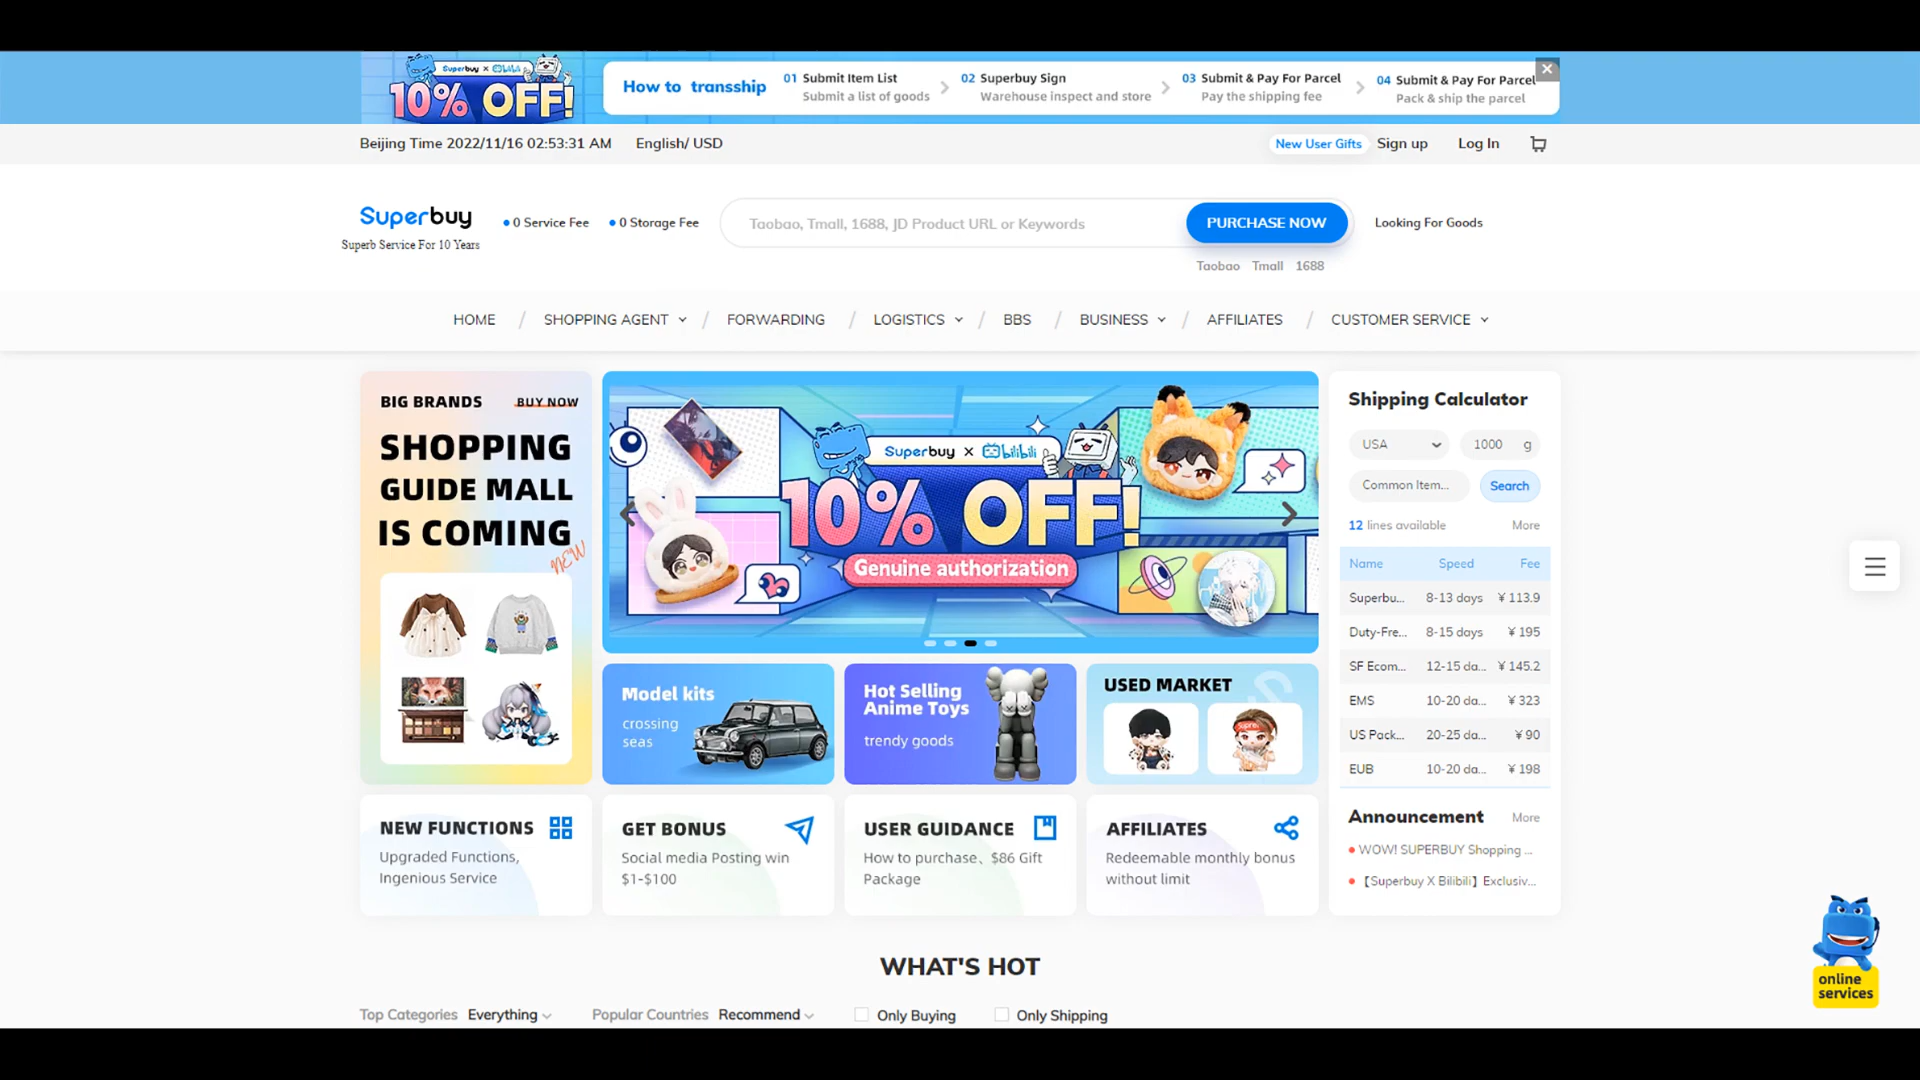 Superbuy x bilibili
10% OFF!
How to transship
01 Submit Item List
Submit a list of goods
02 Superbuy Sign
Warehouse inspect and store
03 Submit & Pay For Parcel
Pay the shipping fee
04 Submit & Pay For Parcel
Pack & ship the parcel
Beijing Time 2022/11/16 02:53:31 AM English/ USD
New User Gifts Sign up Log In
Superbuy
Superb Service For 10 Years
0 Service Fee 0 Storage Fee
Taobao, Tmall, 1688, JD Product URL or Keywords
PURCHASE NOW
Looking For Goods
Taobao Tmall 1688
HOME / SHOPPING AGENT / FORWARDING / LOGISTICS / BBS / BUSINESS / AFFILIATES / CUSTOMER SERVICE
BIG BRANDS BUY NOW
SHOPPING
GUIDE MALL
IS COMING
NEW
Superbuy x bilibili
10% OFF!
Genuine authorization
Model kits
crossing
seas
Hot Selling
Anime Toys
trendy goods
USED MARKET
NEW FUNCTIONS
Upgraded Functions,
Ingenious Service
GET BONUS
Social media Posting win
$1-$100
USER GUIDANCE
How to purchase、$86 Gift
Package
AFFILIATES
Redeemable monthly bonus
without limit
Shipping Calculator
USA 1000 g
Common Item... Search
12 lines available More
Name Speed Fee
Superbu... 8-13 days ¥ 113.9
Duty-Fre... 8-15 days ¥ 195
SF Ecom... 12-15 da... ¥ 145.2
EMS 10-20 da... ¥ 323
US Pack... 20-25 da... ¥ 90
EUB 10-20 da... ¥ 198
Announcement More
WOW! SUPERBUY Shopping ...
【Superbuy X Bilibili】Exclusiv...
online
services
WHAT'S HOT
Top Categories Everything Popular Countries Recommend Only Buying Only Shipping